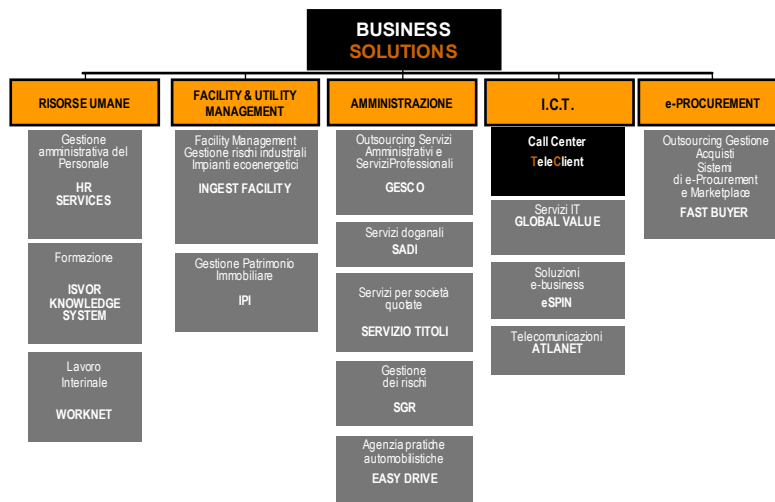 BUSINESS
SOLUTIONS
RISORSE UMANE
Gestione
amministrativa del
Personale
HR
SERVICES
Formazione
ISVOR
KNOWLEDGE
SYSTEM
Lavoro
Interinale
WORKNET
FACILITY & UTILITY
MANAGEMENT
Facility Management
Gestione rischi industriali
Impianti ecoenergetici
INGEST FACILITY
Gestione Patrimonio
Immobiliare
IPI
AMMINISTRAZIONE
Outsourcing Servizi
Amministrativi e
ServiziProfessionali
GESCO
Servizi doganali
SADI
Servizi per società
quotate
SERVIZIO TITOLI
Gestione
dei rischi
SGR
Agenzia pratiche
automobilistiche
EASY DRIVE
I.C.T.
Call Center
TeleClient
Servizi IT
GLOBAL VALUE
Soluzioni
e-business
eSPIN
Telecomunicazioni
ATLANET
e-PROCUREMENT
Outsourcing Gestione
Acquisti
Sistemi
di e-Procurement
e Marketplace
FAST BUYER